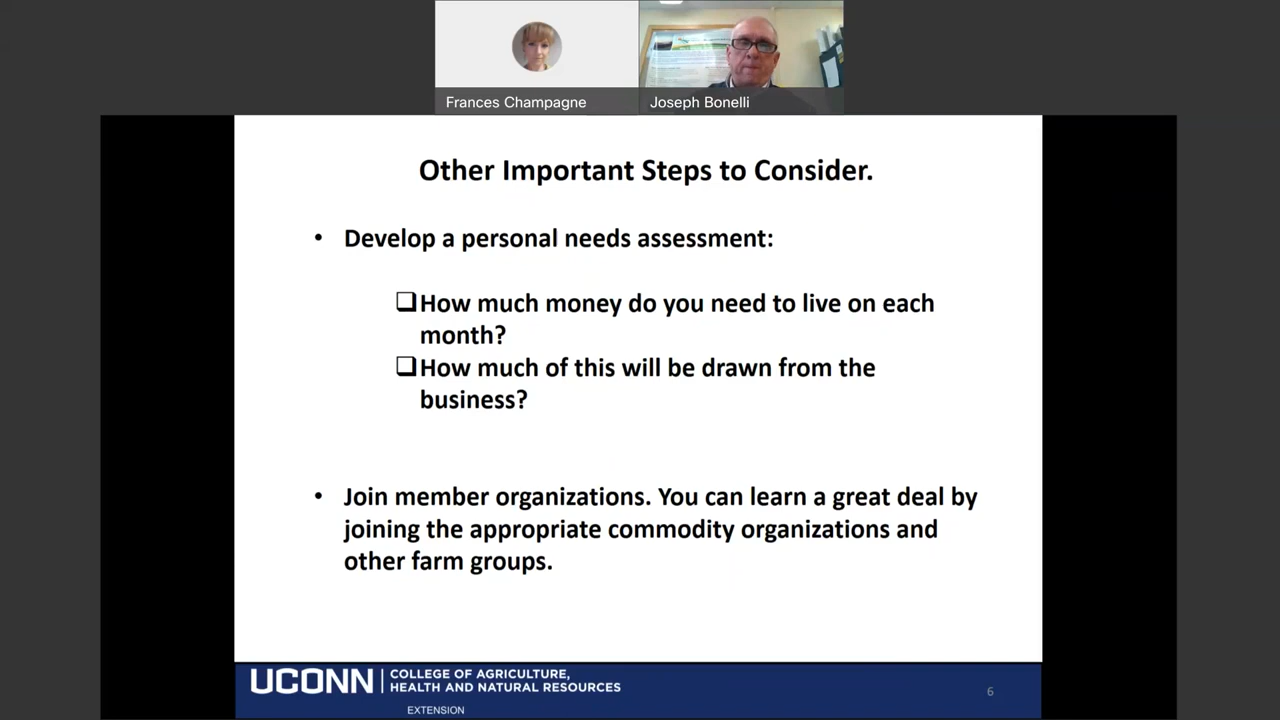 Frances Champagne
Joseph Bonelli
Other Important Steps to Consider.
• Develop a personal needs assessment:
❑How much money do you need to live on each
month?
❑How much of this will be drawn from the
business?
• Join member organizations. You can learn a great deal by
joining the appropriate commodity organizations and
other farm groups.
UCONN | COLLEGE OF AGRICULTURE,
HEALTH AND NATURAL RESOURCES
EXTENSION
6